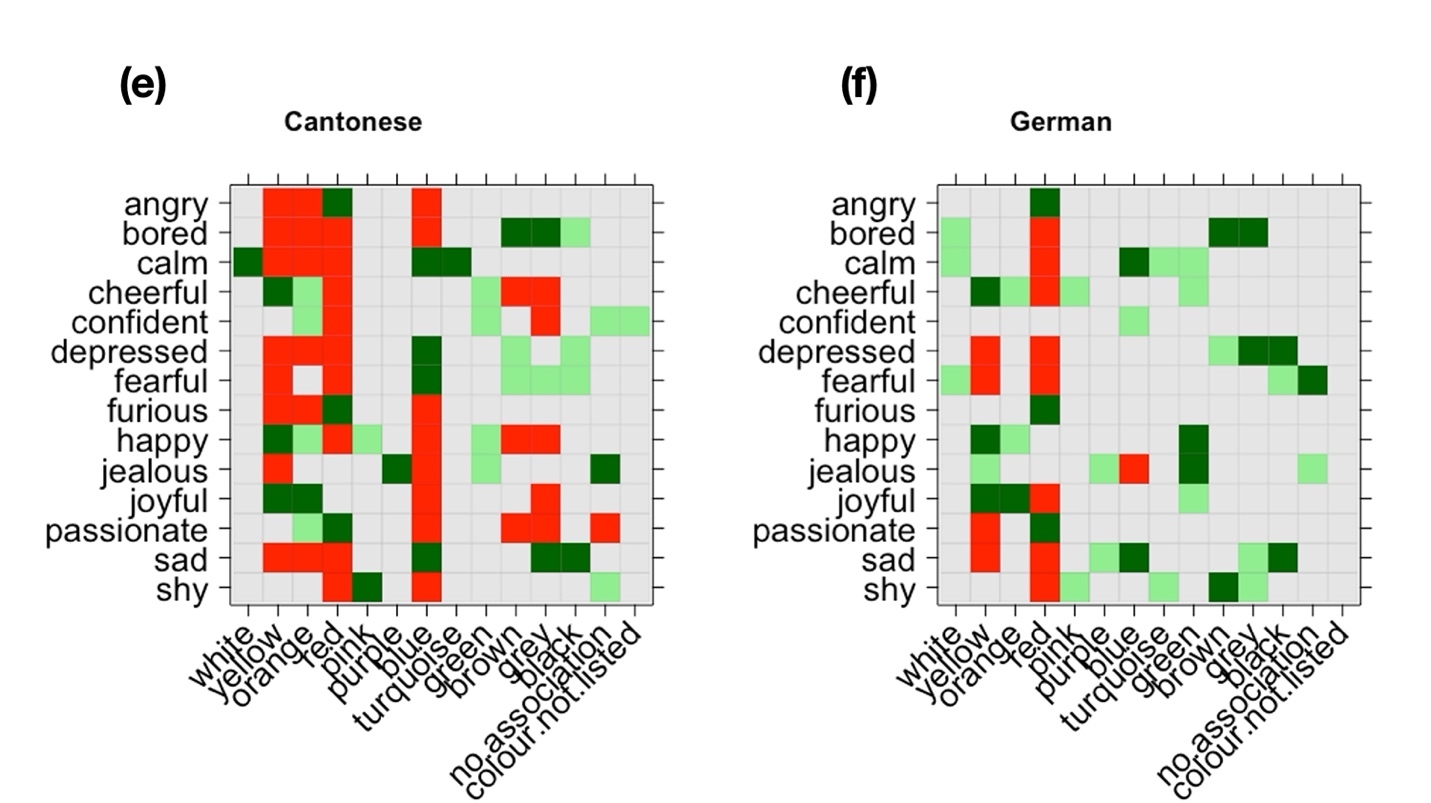 (e)
Cantonese
angry
bored
calm
cheerful
confident
depressed
fearful
furious
happy
jealous
joyful
passionate
sad
shy
white
yellow
orange
red
pink
purple
blue
turquoise
green
brown
grey
black
no.association
colour.not.listed
(f)
German
angry
bored
calm
cheerful
confident
depressed
fearful
furious
happy
jealous
joyful
passionate
sad
shy
white
yellow
orange
red
pink
purple
blue
turquoise
green
brown
grey
black
no.association
colour.not.listed